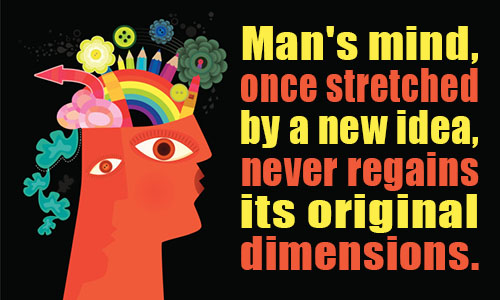 Man's mind,
once stretched
by a new idea,
never regains
its original
dimensions.